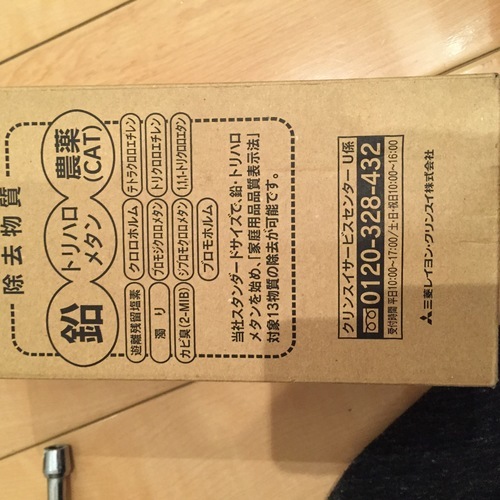 除去物質
鉛
トリハロ
メタン
農薬
(CAT)
遊離残留塩素
クロロホルム
テトラクロロエチレン
濁り
ブロモジクロロメタン
トリクロロエチレン
カビ臭(2-MIB)
ジブロモクロロメタン
1,1,1-トリクロロエタン
ブロモホルム
当社スタンダードサイズで、鉛・トリハロ
メタンを始め、「家庭用品品質表示法」
対象13物質の除去が可能です。
クリンスイサービスセンター U係
0120-328-432
受付時間 平日10:00〜17:00/土・日・祝日10:00〜16:00
三菱レイヨン・クリンスイ株式会社